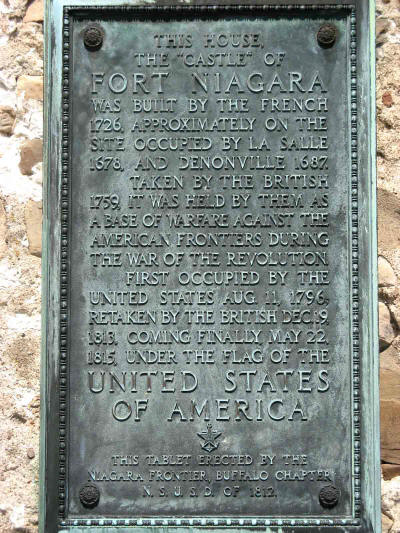 THIS HOUSE,
THE "CASTLE" OF
FORT NIAGARA
WAS BUILT BY THE FRENCH
1726, APPROXIMATELY ON THE
SITE OCCUPIED BY LA SALLE
1678, AND DENONVILLE 1687.
TAKEN BY THE BRITISH
1759, IT WAS HELD BY THEM AS
A BASE OF WARFARE AGAINST THE
AMERICAN FRONTIERS DURING
THE WAR OF THE REVOLUTION.
FIRST OCCUPIED BY THE
UNITED STATES AUG. 11, 1796,
RETAKEN BY THE BRITISH DEC. 19,
1813, COMING FINALLY, MAY 22,
1815, UNDER THE FLAG OF THE
UNITED STATES
OF AMERICA
THIS TABLET ERECTED BY THE
NIAGARA FRONTIER, BUFFALO CHAPTER
N. S. U. S. D. OF 1812.